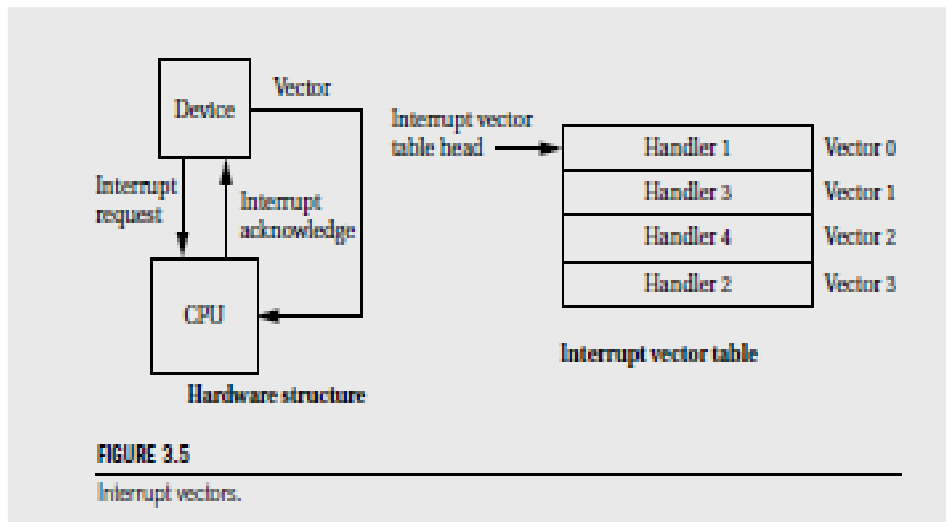 Device
Vector
Interrupt
request
Interrupt
acknowledge
CPU
Hardware structure
Interrupt vector
table head
Handler 1 Vector 0
Handler 3 Vector 1
Handler 4 Vector 2
Handler 2 Vector 3
Interrupt vector table
FIGURE 3.5
Interrupt vectors.